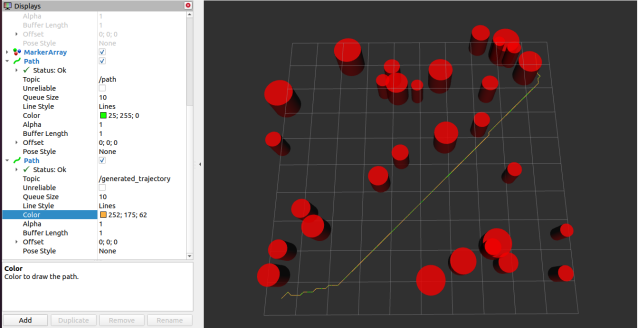 Displays
Alpha 1
Buffer Length 1
Offset 0; 0; 0
Pose Style None
MarkerArray
Path
Status: Ok
Topic /path
Unreliable
Queue Size 10
Line Style Lines
Color 25; 255; 0
Alpha 1
Buffer Length 1
Offset 0; 0; 0
Pose Style None
Path
Status: Ok
Topic /generated_trajectory
Unreliable
Queue Size 10
Line Style Lines
Color 252; 175; 62
Alpha 1
Buffer Length 1
Offset 0; 0; 0
Pose Style None
Color
Color to draw the path.
Add Duplicate Remove Rename